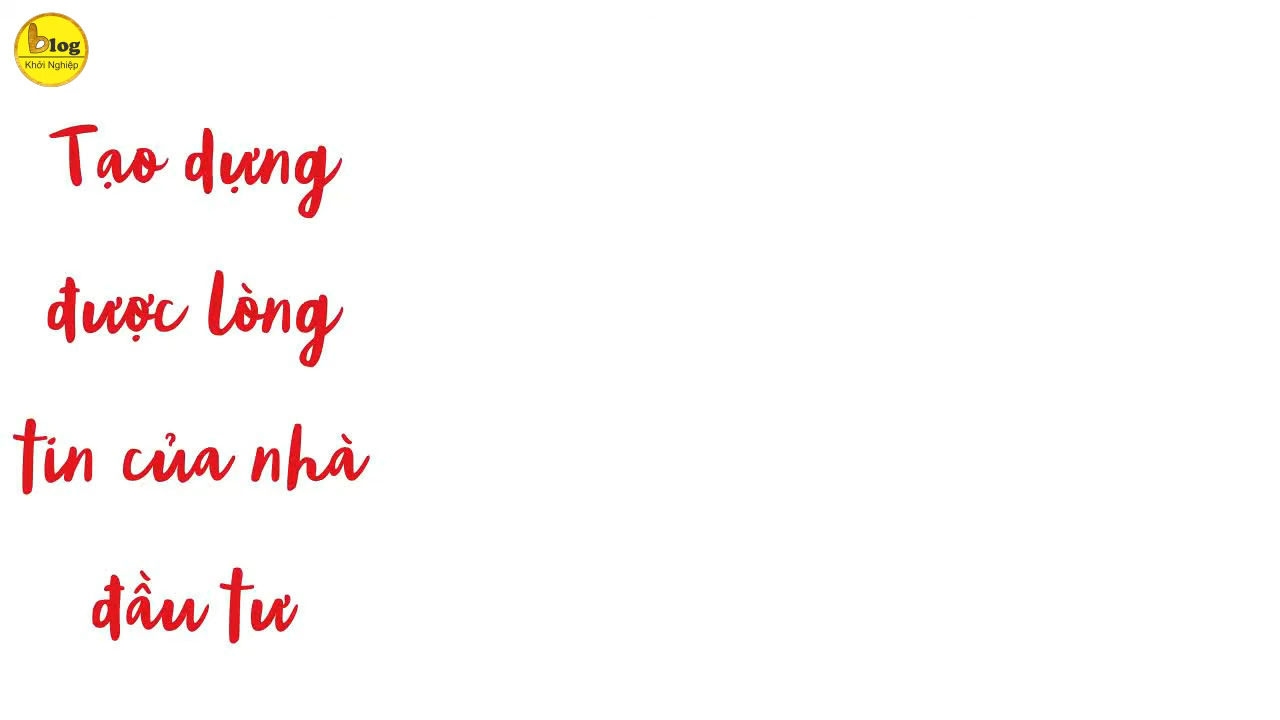 blog
Khởi Nghiệp
Tạo dựng
được lòng
tin của nhà
đầu tư